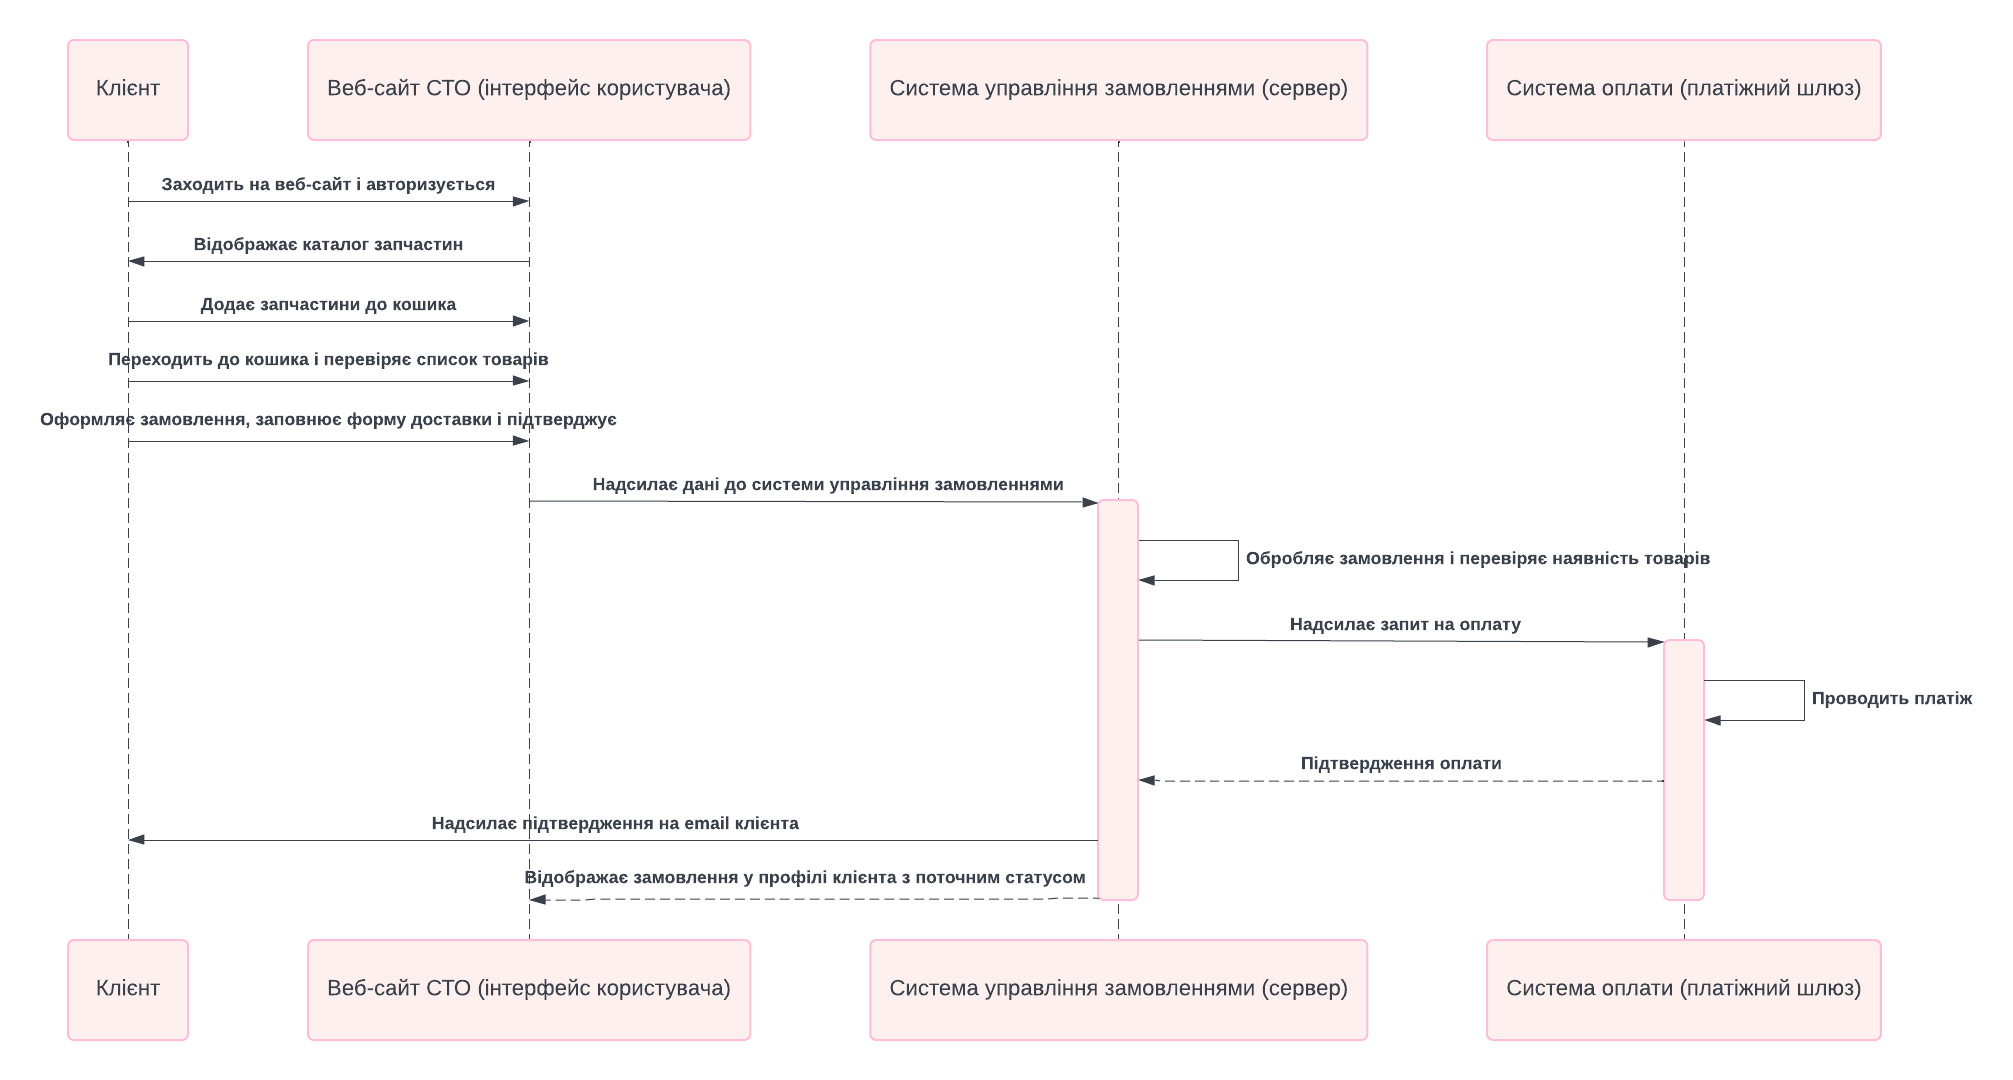 Клієнт
Веб-сайт СТО (інтерфейс користувача)
Система управління замовленнями (сервер)
Система оплати (платіжний шлюз)
Заходить на веб-сайт і авторизується
Відображає каталог запчастин
Додає запчастини до кошика
Переходить до кошика і перевіряє список товарів
Оформляє замовлення, заповнює форму доставки і підтверджує
Надсилає дані до системи управління замовленнями
Обробляє замовлення і перевіряє наявність товарів
Надсилає запит на оплату
Проводить платіж
Підтвердження оплати
Надсилає підтвердження на email клієнта
Відображає замовлення у профілі клієнта з поточним статусом
Клієнт
Веб-сайт СТО (інтерфейс користувача)
Система управління замовленнями (сервер)
Система оплати (платіжний шлюз)